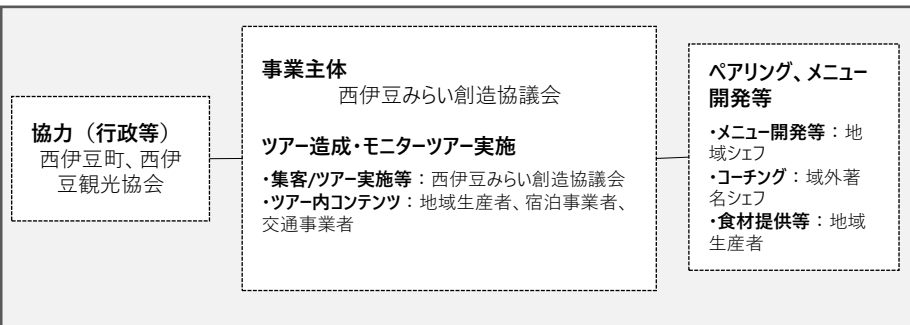 協力（行政等）
西伊豆町、西伊
豆観光協会
事業主体
西伊豆みらい創造協議会
ツアー造成・モニターツアー実施
・集客/ツアー実施等：西伊豆みらい創造協議会
・ツアー内コンテンツ：地域生産者、宿泊事業者、
交通事業者
ペアリング、メニュー
開発等
・メニュー開発等：地
域シェフ
・コーチング：域外著
名シェフ
・食材提供等：地域
生産者